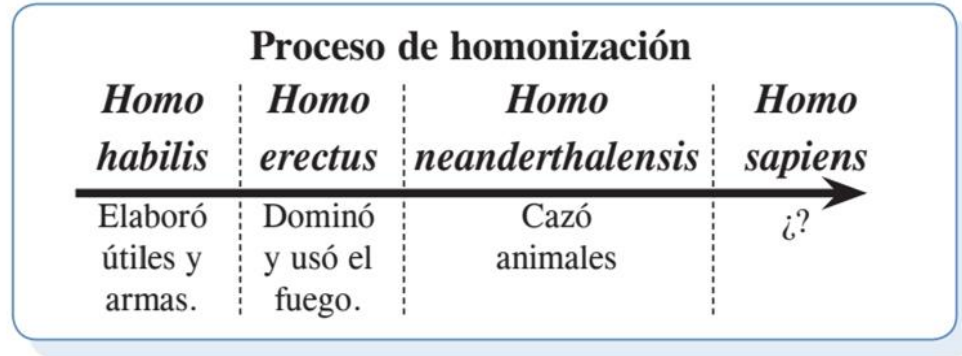 Proceso de homonización
Homo habilis
Homo erectus
Homo neanderthalensis
Homo sapiens
Elaboró
útiles y
armas.
Dominó
y usó el
fuego.
Cazó
animales
¿?